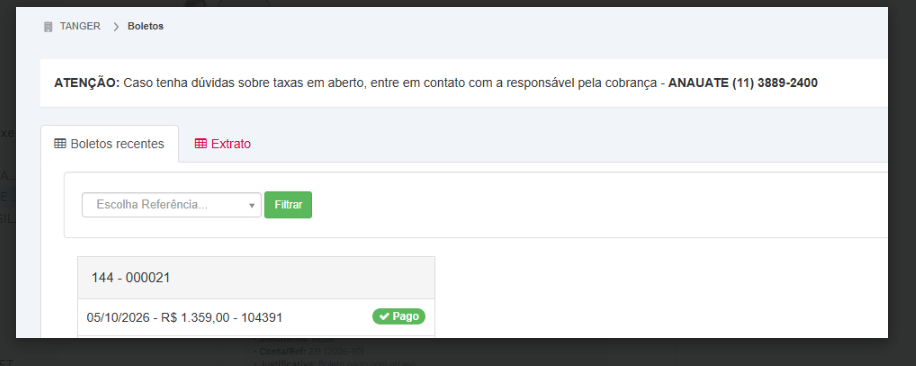 TANGER > Boletos
ATENÇÃO: Caso tenha dúvidas sobre taxas em aberto, entre em contato com a responsável pela cobrança - ANAUATE (11) 3889-2400
Boletos recentes
Extrato
Escolha Referência...
Filtrar
144 - 000021
05/10/2026 - R$ 1.359,00 - 104391
Pago